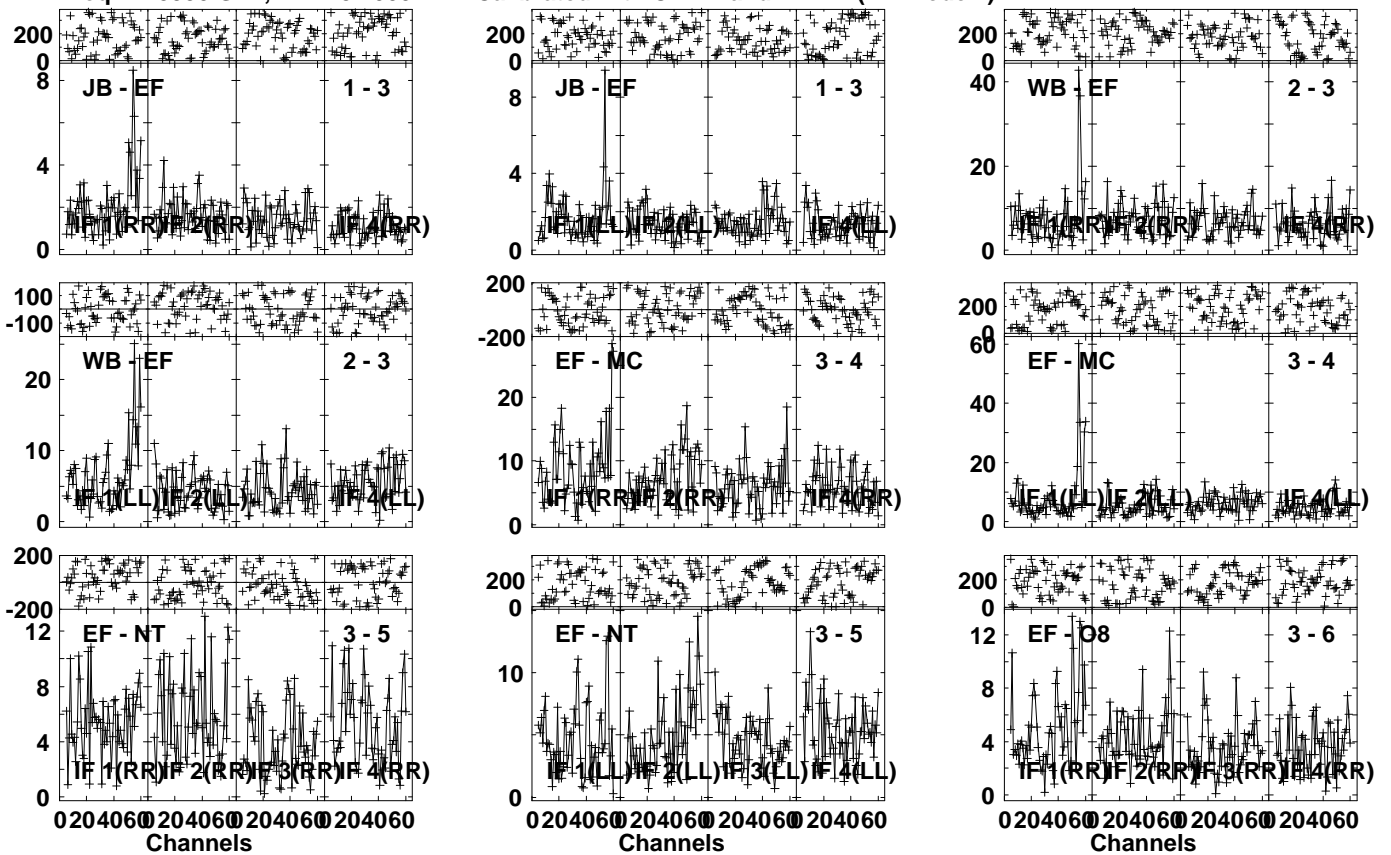 200 200 200
0 0 0
JB - EF 1 - 3 JB - EF 1 - 3 WB - EF 2 - 3
8 8 40
4 4 20
IF 1(RR) IF 2(RR) IF 4(RR) IF 1(LL) IF 2(LL) IF 4(LL) IF 1(RR) IF 2(RR) IF 4(RR)
0 0 0
100 200 200
-100 -200 0
WB - EF 2 - 3 EF - MC 3 - 4 EF - MC 3 - 4
60
20 20 40
10 10 20
IF 1(LL) IF 2(LL) IF 4(LL) IF 1(RR) IF 2(RR) IF 4(RR) IF 1(LL) IF 2(LL) IF 4(LL)
0 0 0
200 200 200
-200 0 0
EF - NT 3 - 5 EF - NT 3 - 5 EF - O8 3 - 6
12 12
8 10 8
4 4
IF 1(RR) IF 2(RR) IF 3(RR) IF 4(RR) IF 1(LL) IF 2(LL) IF 3(LL) IF 4(LL) IF 1(RR) IF 2(RR) IF 3(RR) IF 4(RR)
0 0 0
0 20 40 60 0 20 40 60 0 20 40 60 0 20 40 60 0 20 40 60 0 20 40 60 0 20 40 60 0 20 40 60 0 20 40 60 0 20 40 60 0 20 40 60 0 20 40 60
Channels Channels Channels